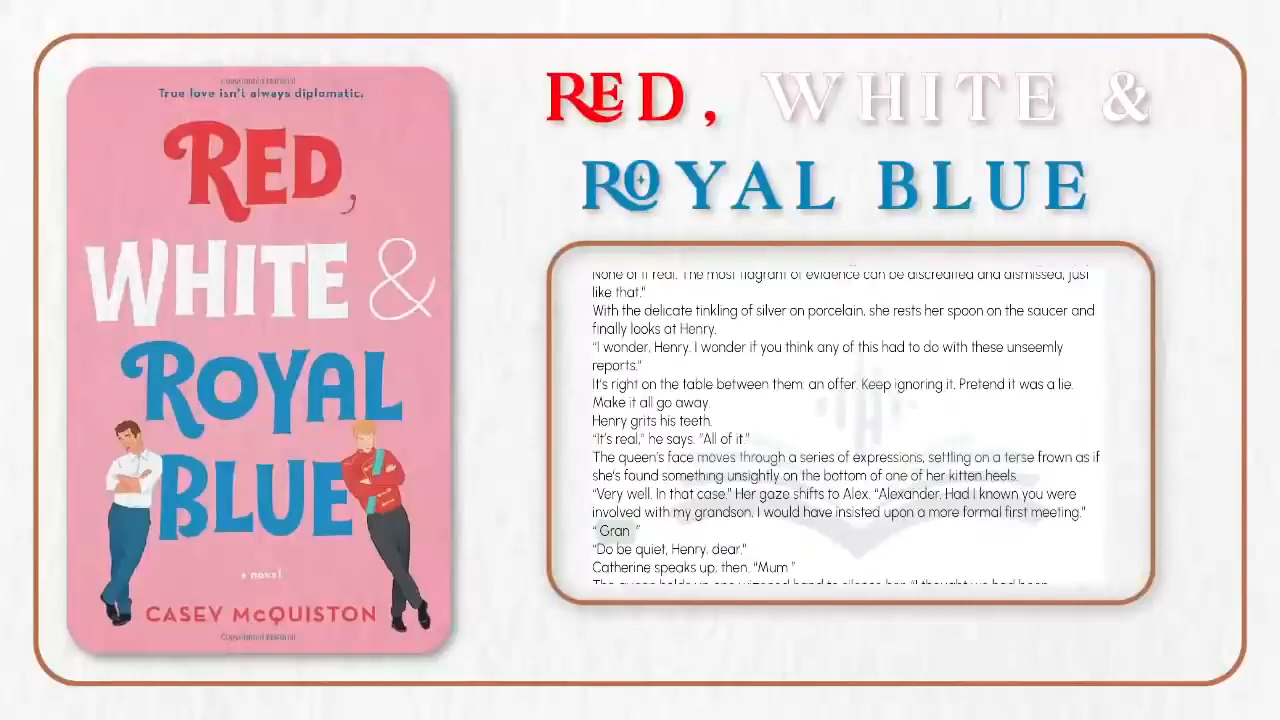 Copyrighted Material
True love isn't always diplomatic.
RED,
WHITE &
ROYAL
BLUE
a novel
CASEY McQUISTON
Copyrighted Material
RED, WHITE &
ROYAL BLUE
None of it real. The most flagrant of evidence can be discredited and dismissed, just
like that."
With the delicate tinkling of silver on porcelain, she rests her spoon on the saucer and
finally looks at Henry.
"I wonder, Henry. I wonder if you think any of this had to do with these unseemly
reports."
It's right on the table between them: an offer. Keep ignoring it. Pretend it was a lie.
Make it all go away.
Henry grits his teeth.
"It's real," he says. "All of it."
The queen's face moves through a series of expressions, settling on a terse frown as if
she's found something unsightly on the bottom of one of her kitten heels.
"Very well. In that case." Her gaze shifts to Alex. "Alexander. Had I known you were
involved with my grandson, I would have insisted upon a more formal first meeting."
" Gran "
"Do be quiet, Henry, dear."
Catherine speaks up, then. "Mum "